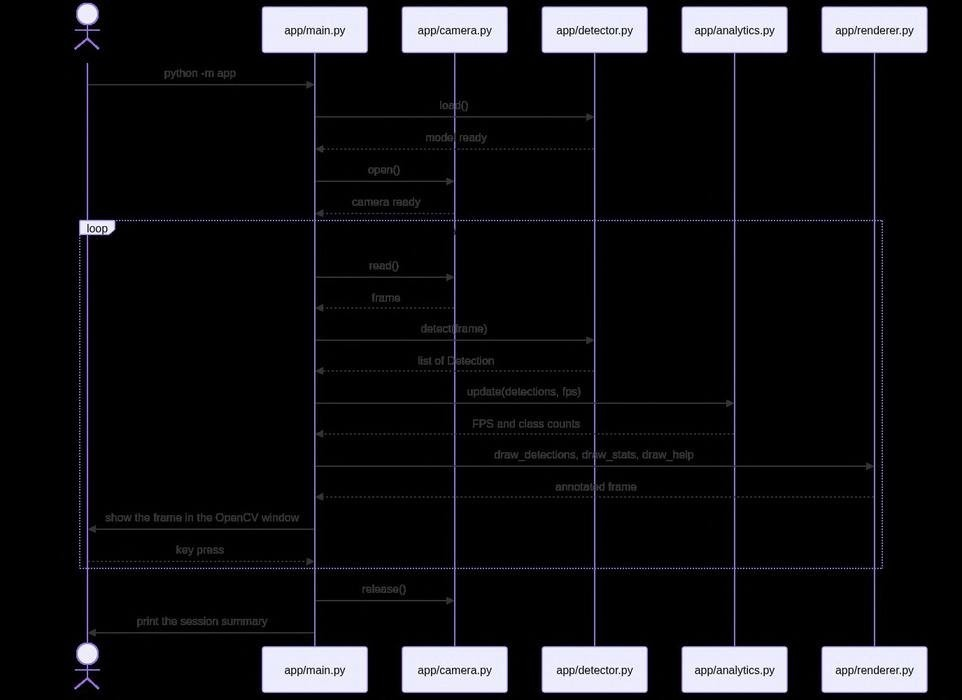 app/main.py
app/camera.py
app/detector.py
app/analytics.py
app/renderer.py
python -m app
load()
model ready
open()
camera ready
loop
read()
frame
detect(frame)
list of Detection
update(detections, fps)
FPS and class counts
draw_detections, draw_stats, draw_help
annotated frame
show the frame in the OpenCV window
key press
release()
print the session summary
app/main.py
app/camera.py
app/detector.py
app/analytics.py
app/renderer.py